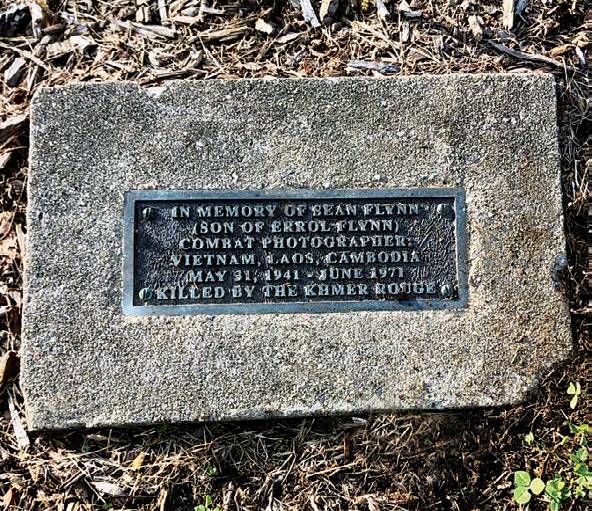 IN MEMORY OF SEAN FLYNN
(SON OF ERROL FLYNN)
COMBAT PHOTOGRAPHER:
VIETNAM, LAOS, CAMBODIA
MAY 31, 1941 - JUNE 1971
KILLED BY THE KHMER ROUGE